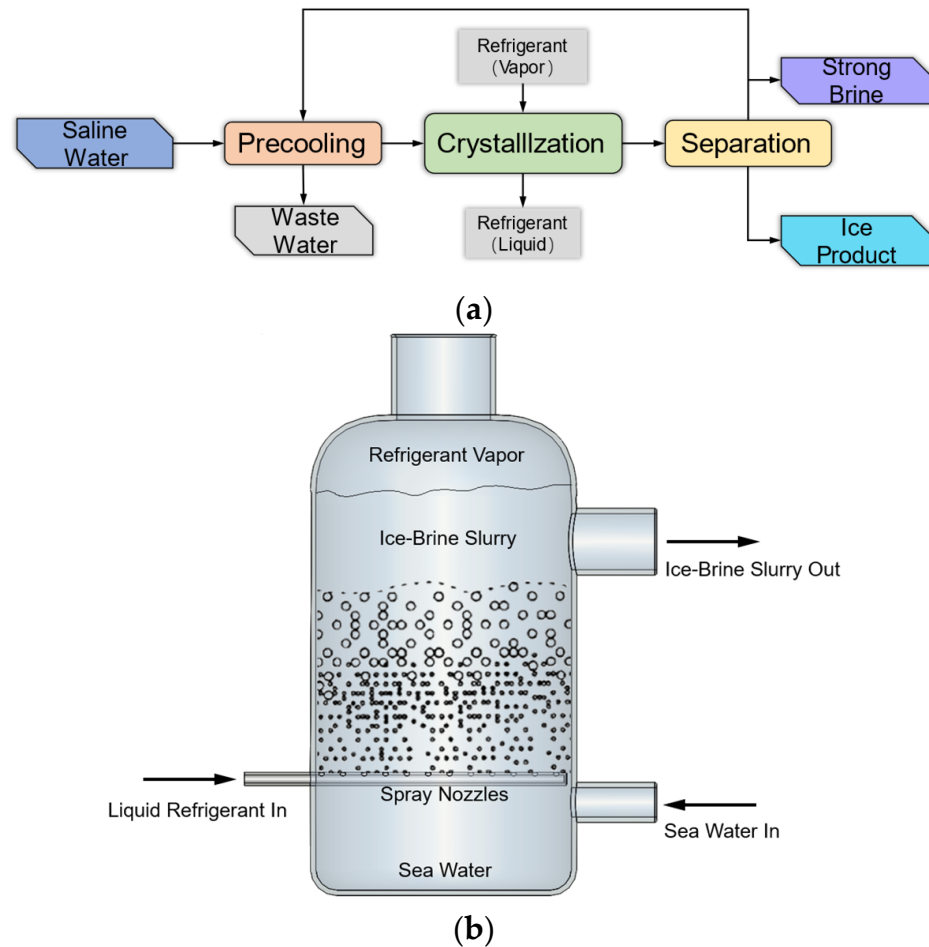 Refrigerant
(Vapor)
Strong
Brine
Saline
Water
Precooling
CrystallIzation
Separation
Waste
Water
Refrigerant
(Liquid)
Ice
Product
(a)
Refrigerant Vapor
Ice-Brine Slurry
Ice-Brine Slurry Out
Liquid Refrigerant In
Spray Nozzles
Sea Water In
Sea Water
(b)